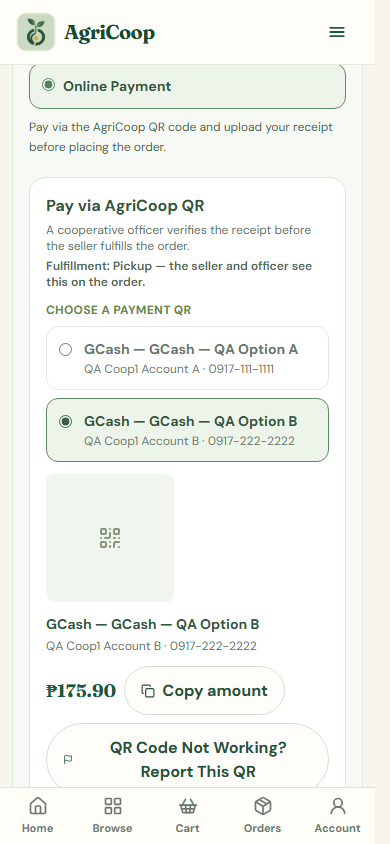 AgriCoop
Online Payment
Pay via the AgriCoop QR code and upload your receipt
before placing the order.
Pay via AgriCoop QR
A cooperative officer verifies the receipt before
the seller fulfills the order.
Fulfillment: Pickup — the seller and officer see
this on the order.
CHOOSE A PAYMENT QR
GCash — GCash — QA Option A
QA Coop1 Account A · 0917-111-1111
GCash — GCash — QA Option B
QA Coop1 Account B · 0917-222-2222
GCash — GCash — QA Option B
QA Coop1 Account B · 0917-222-2222
₱175.90 Copy amount
QR Code Not Working?
Report This QR
Home Browse Cart Orders Account